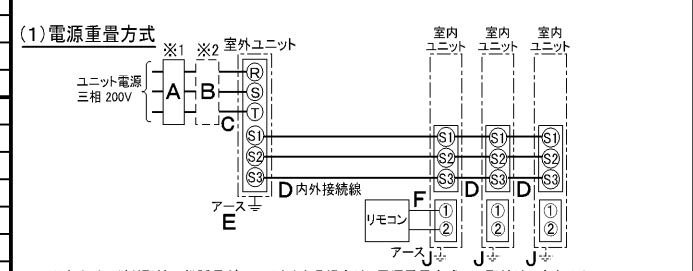 (1)電源重畳方式
※1
※2
室外ユニット
室内
ユニット
室内
ユニット
室内
ユニット
ユニット電源
三相 200V
A
B
C
R
S
T
S1
S2
S3
S1
S2
S3
S1
S2
S3
S1
S2
S3
D 内外接続線
D
D
アース
E
リモコン
F
①
②
①
②
①
②
アース
J
J
J